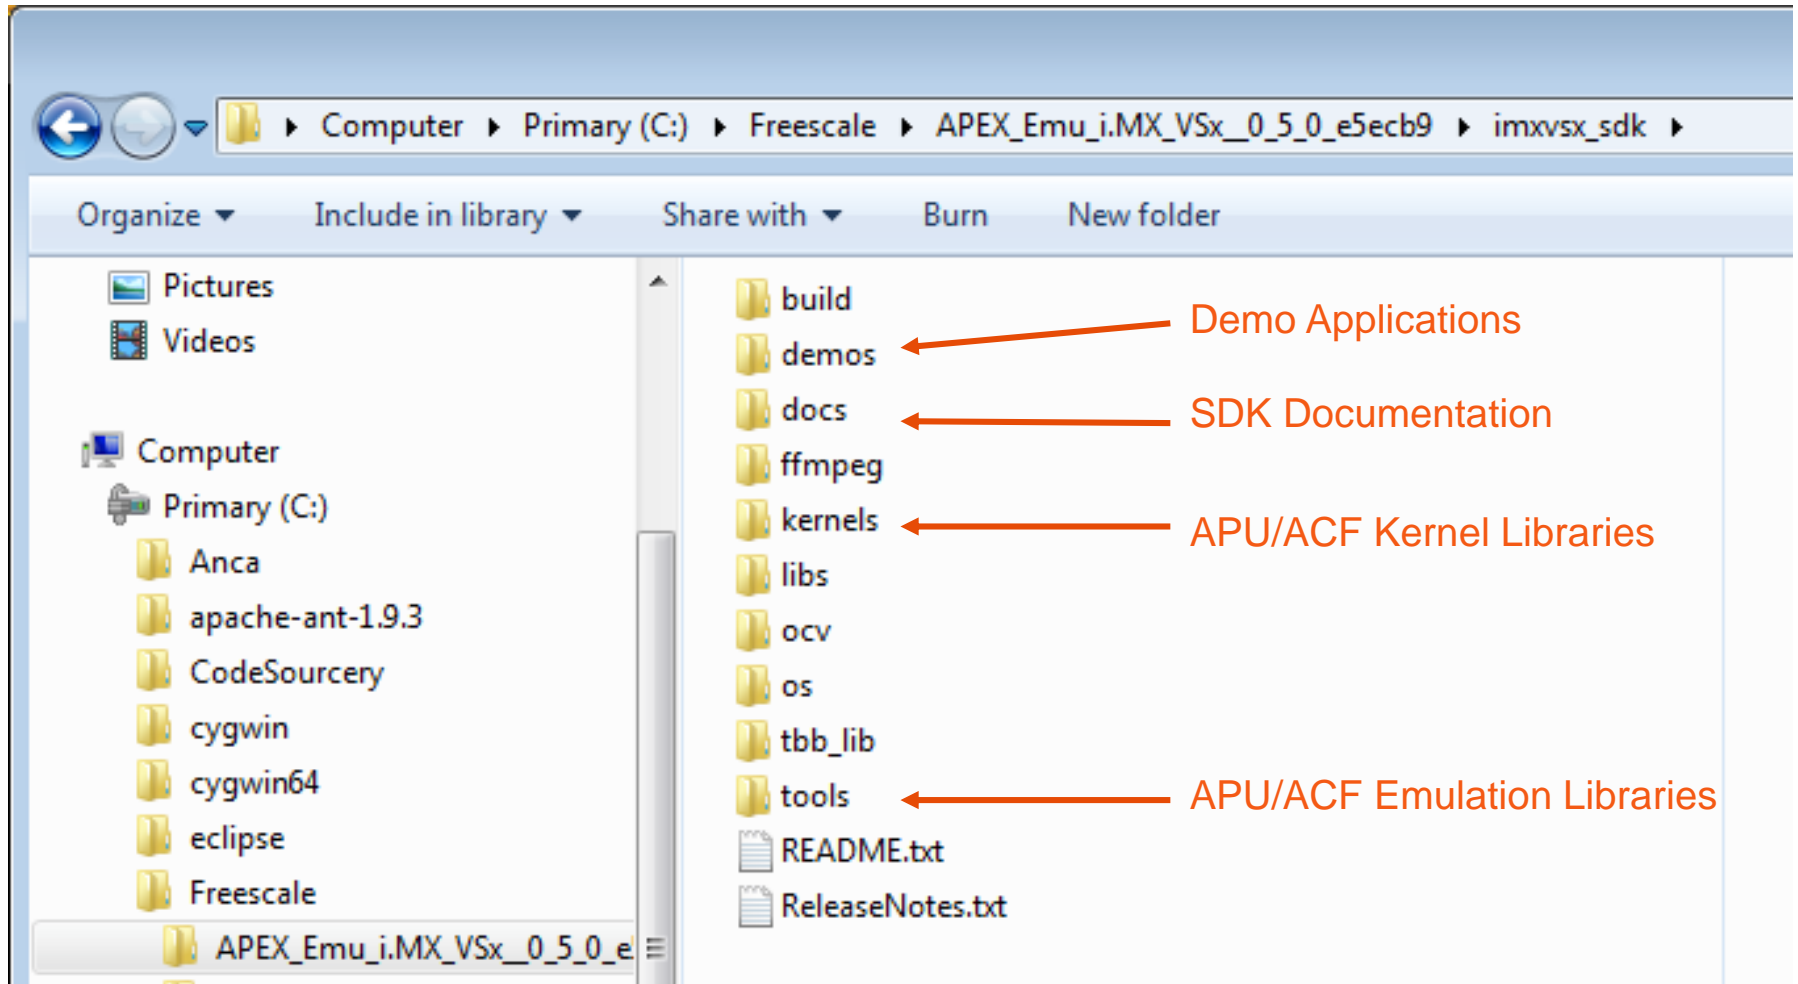 Computer Primary (C:) Freescale APEX_Emu_i.MX_VSx__0_5_0_e5ecb9 imxvsx_sdk
Organize Include in library Share with Burn New folder
Pictures
Videos
Computer
Primary (C:)
Anca
apache-ant-1.9.3
CodeSourcery
cygwin
cygwin64
eclipse
Freescale
APEX_Emu_i.MX_VSx__0_5_0_e
build
demos
docs
ffmpeg
kernels
libs
ocv
os
tbb_lib
tools
README.txt
ReleaseNotes.txt
Demo Applications
SDK Documentation
APU/ACF Kernel Libraries
APU/ACF Emulation Libraries